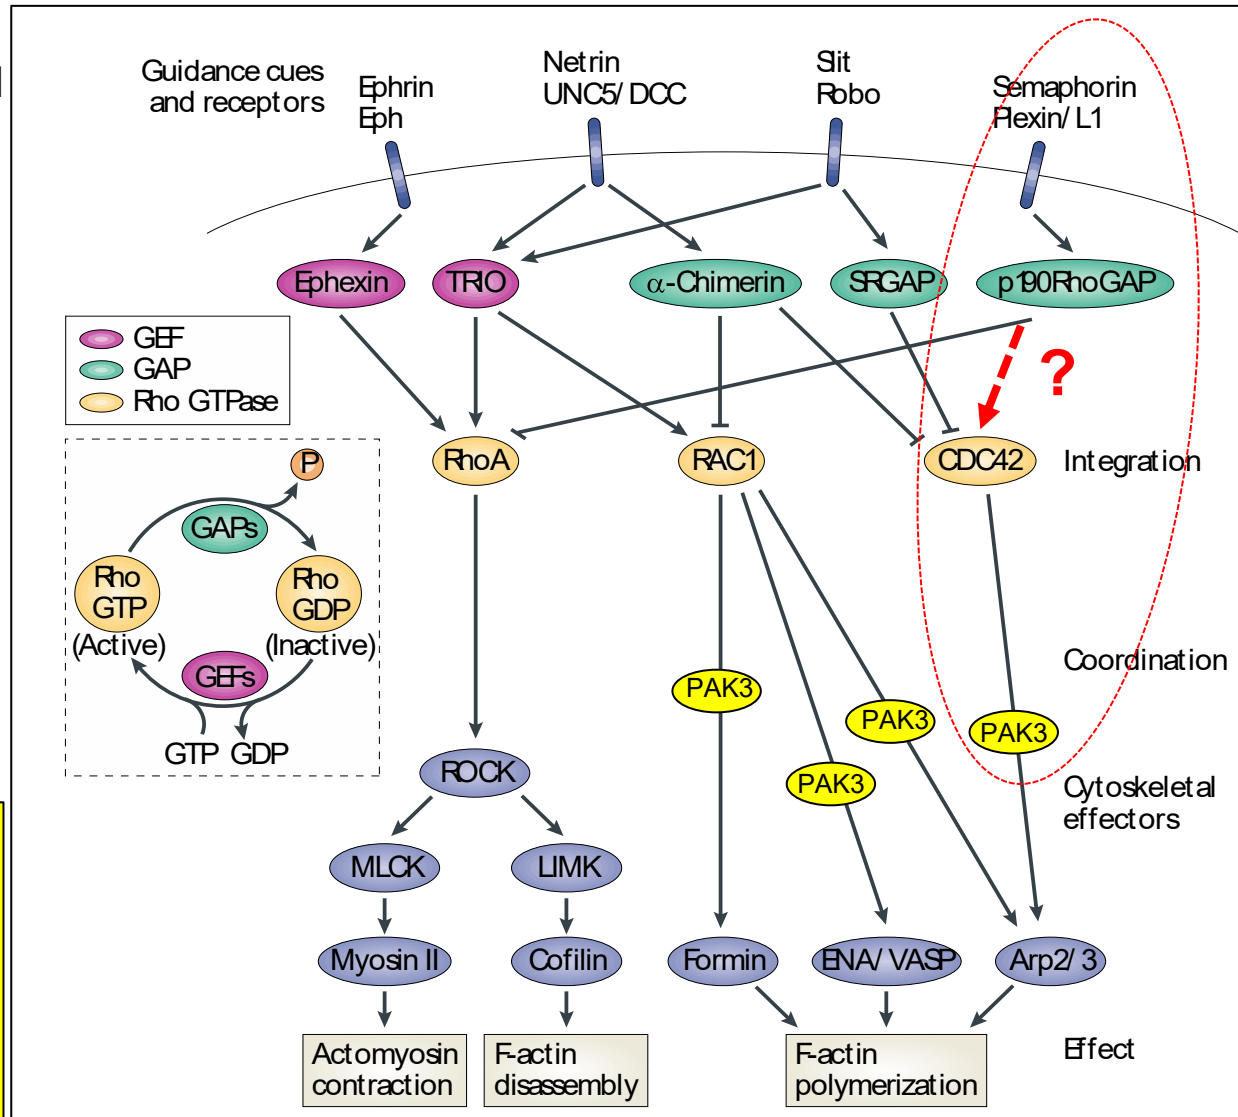 Guidance cues
and receptors
Ephrin
Eph
Netrin
UNC5/ DCC
Slit
Robo
Semaphorin
Plexin/ L1
Ephexin
TRIO
α-Chimerin
SRGAP
p190RhoGAP
GEF
GAP
Rho GTPase
?
RhoA
RAC1
CDC42
Integration
P
GAPs
Rho
GTP
(Active)
Rho
GDP
(Inactive)
GEFs
GTP GDP
Coordination
PAK3
PAK3
PAK3
PAK3
ROCK
Cytoskeletal
effectors
MLCK
LIMK
Myosin II
Cofilin
Formin
ENA/ VASP
Arp2/ 3
Actomyosin
contraction
F-actin
disassembly
F-actin
polymerization
Effect